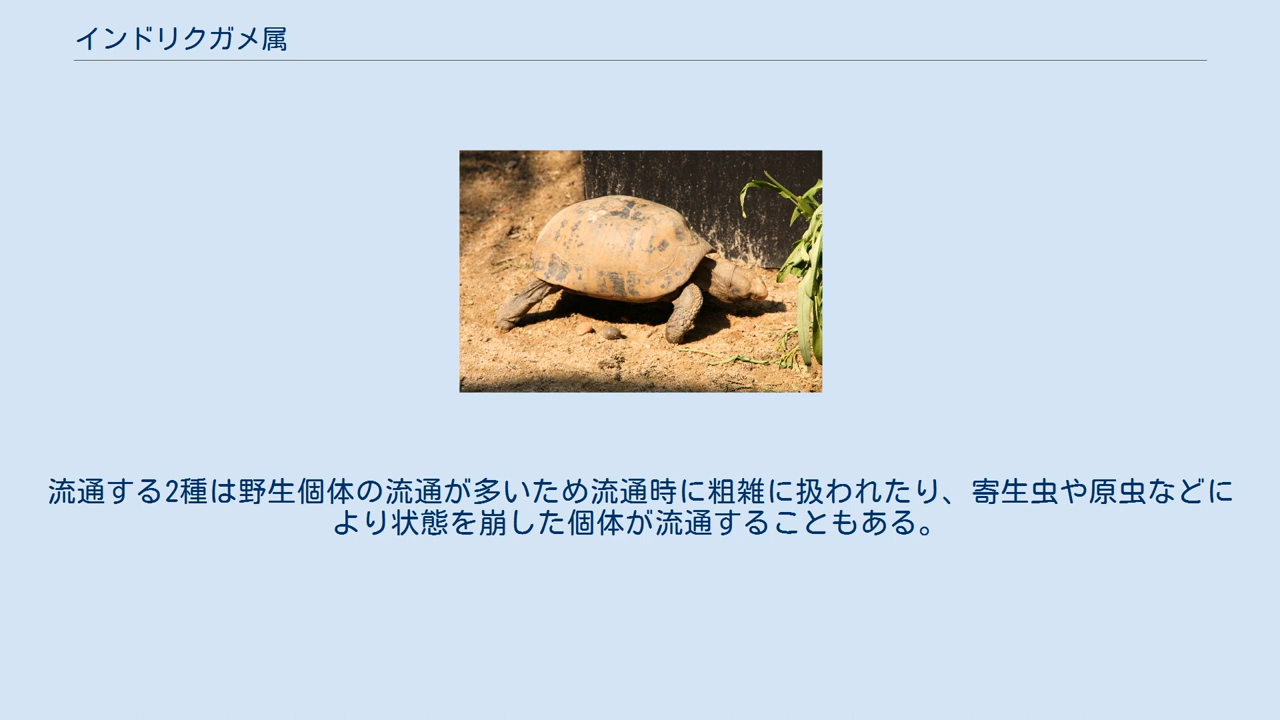 インドリクガメ属
流通する2種は野生個体の流通が多いため流通時に粗雑に扱われたり、寄生虫や原虫などに
より状態を崩した個体が流通することもある。